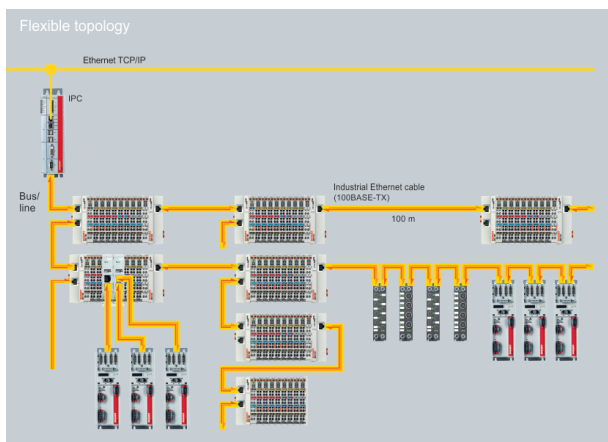 Flexible topology
Ethernet TCP/IP
IPC
Bus/
line
Industrial Ethernet cable
(100BASE-TX)
100 m